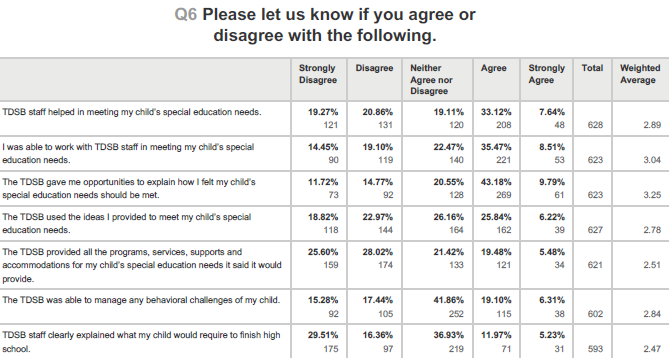 Q6 Please let us know if you agree or
disagree with the following.
Strongly Disagree Disagree Neither Agree nor Disagree Agree Strongly Agree Total Weighted Average
TDSB staff helped in meeting my child's special education needs. 19.27% 20.86% 19.11% 33.12% 7.64%
121 131 120 208 48 628 2.89
I was able to work with TDSB staff in meeting my child's special 14.45% 19.10% 22.47% 35.47% 8.51%
education needs. 90 119 140 221 53 623 3.04
The TDSB gave me opportunities to explain how I felt my child's 11.72% 14.77% 20.55% 43.18% 9.79%
special education needs should be met. 73 92 128 269 61 623 3.25
The TDSB used the ideas I provided to meet my child's special 18.82% 22.97% 26.16% 25.84% 6.22%
education needs. 118 144 164 162 39 627 2.78
The TDSB provided all the programs, services, supports and 25.60% 28.02% 21.42% 19.48% 5.48%
accommodations for my child's special education needs it said it would 159 174 133 121 34 621 2.51
provide.
The TDSB was able to manage any behavioral challenges of my child. 15.28% 17.44% 41.86% 19.10% 6.31%
92 105 252 115 38 602 2.84
TDSB staff clearly explained what my child would require to finish high 29.51% 16.36% 36.93% 11.97% 5.23%
school. 175 97 219 71 31 593 2.47